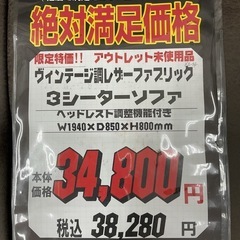 絶対満足価格
限定特価!! アウトレット未使用品
ヴィンテージ調レザーファブリック
3シーターソファ
ヘッドレスト調整機能付き
W1940×D850×H800mm
本体価格 34,800円
税込 38,280円